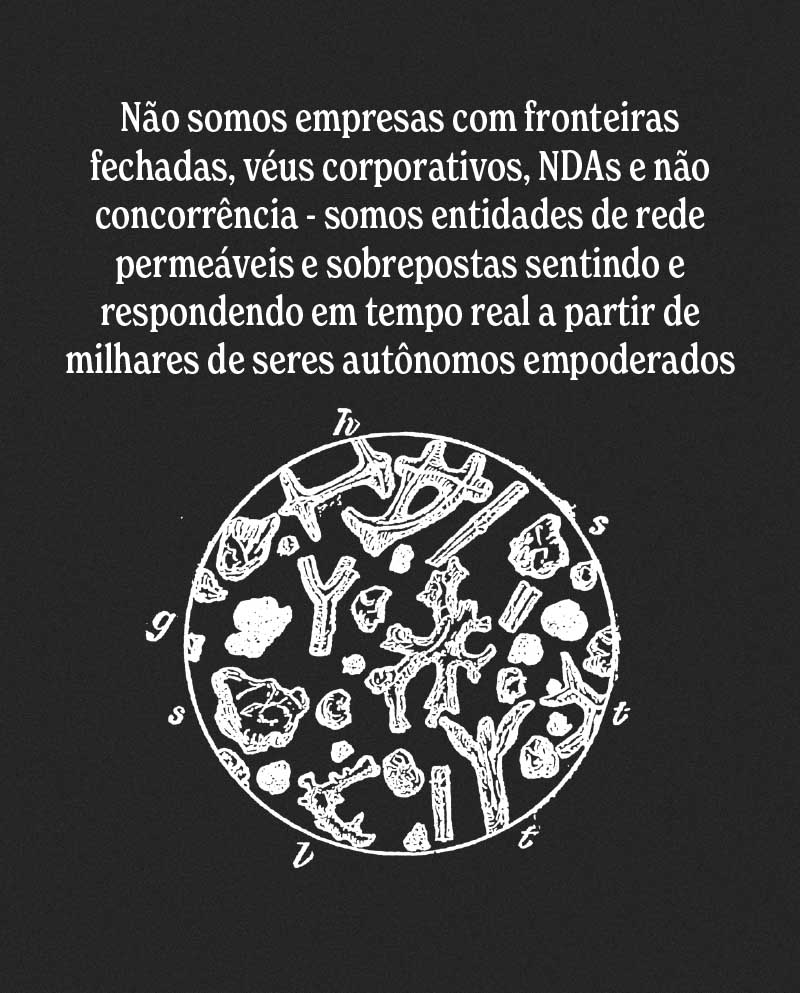 Não somos empresas com fronteiras
fechadas, véus corporativos, NDAs e não
concorrência - somos entidades de rede
permeáveis e sobrepostas sentindo e
respondendo em tempo real a partir de
milhares de seres autônomos empoderados
h
s
g
s
t
l
t